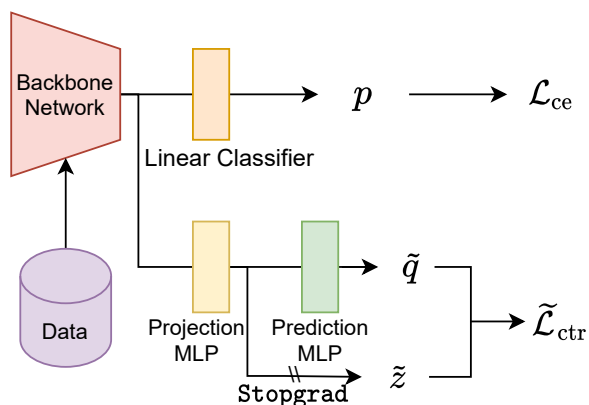 Backbone
Network
p
ℒce
Linear Classifier
q̃
ℒ̃ctr
Data
Projection
MLP
Prediction
MLP
z̃
Stopgrad